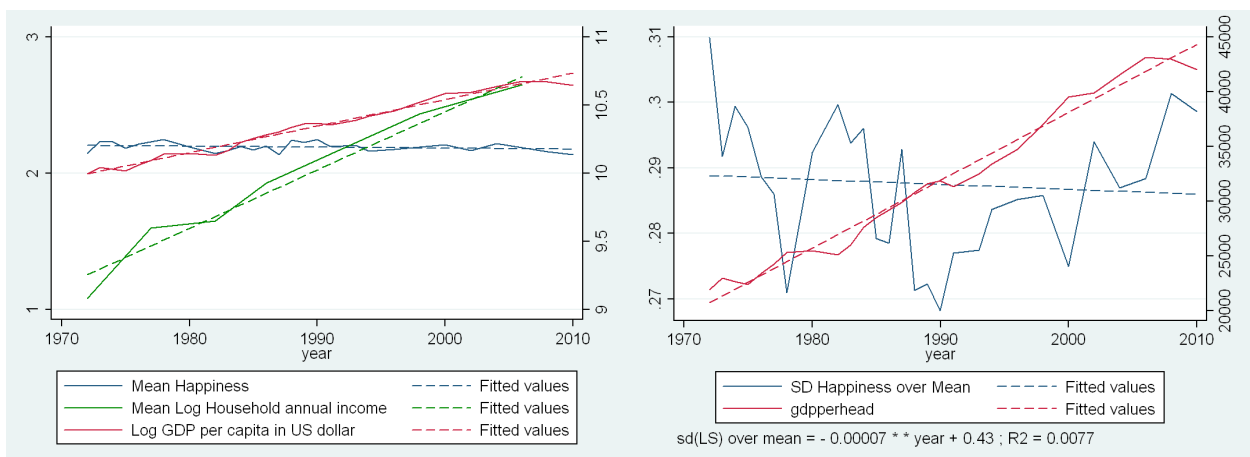 3
2
1
11
10.5
10
9.5
9
1970
1980
1990
2000
2010
year
Mean Happiness
Fitted values
Mean Log Household annual income
Fitted values
Log GDP per capita in US dollar
Fitted values
.31
.3
.29
.28
.27
45000
40000
35000
30000
25000
20000
1970
1980
1990
2000
2010
year
SD Happiness over Mean
Fitted values
gdpperhead
Fitted values
sd(LS) over mean = - 0.00007 * * year + 0.43 ; R2 = 0.0077